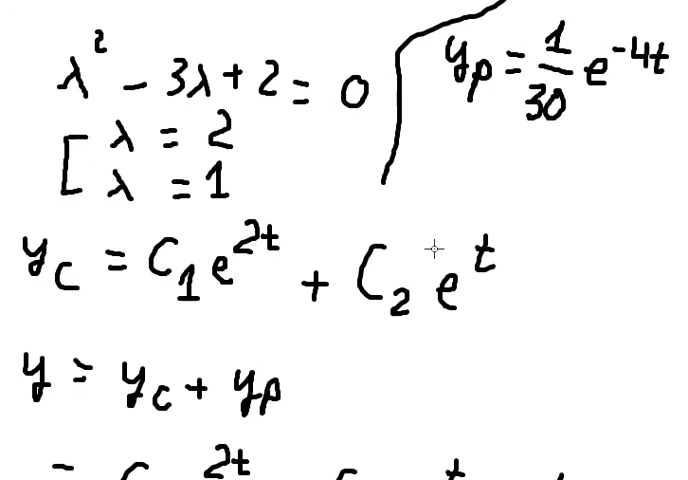 λ² − 3λ + 2 = 0
λ = 2
λ = 1
y_p = 1/30 e^{-4t}
y_c = C₁e^{2t} + C₂e^{t}
y = y_c + y_p